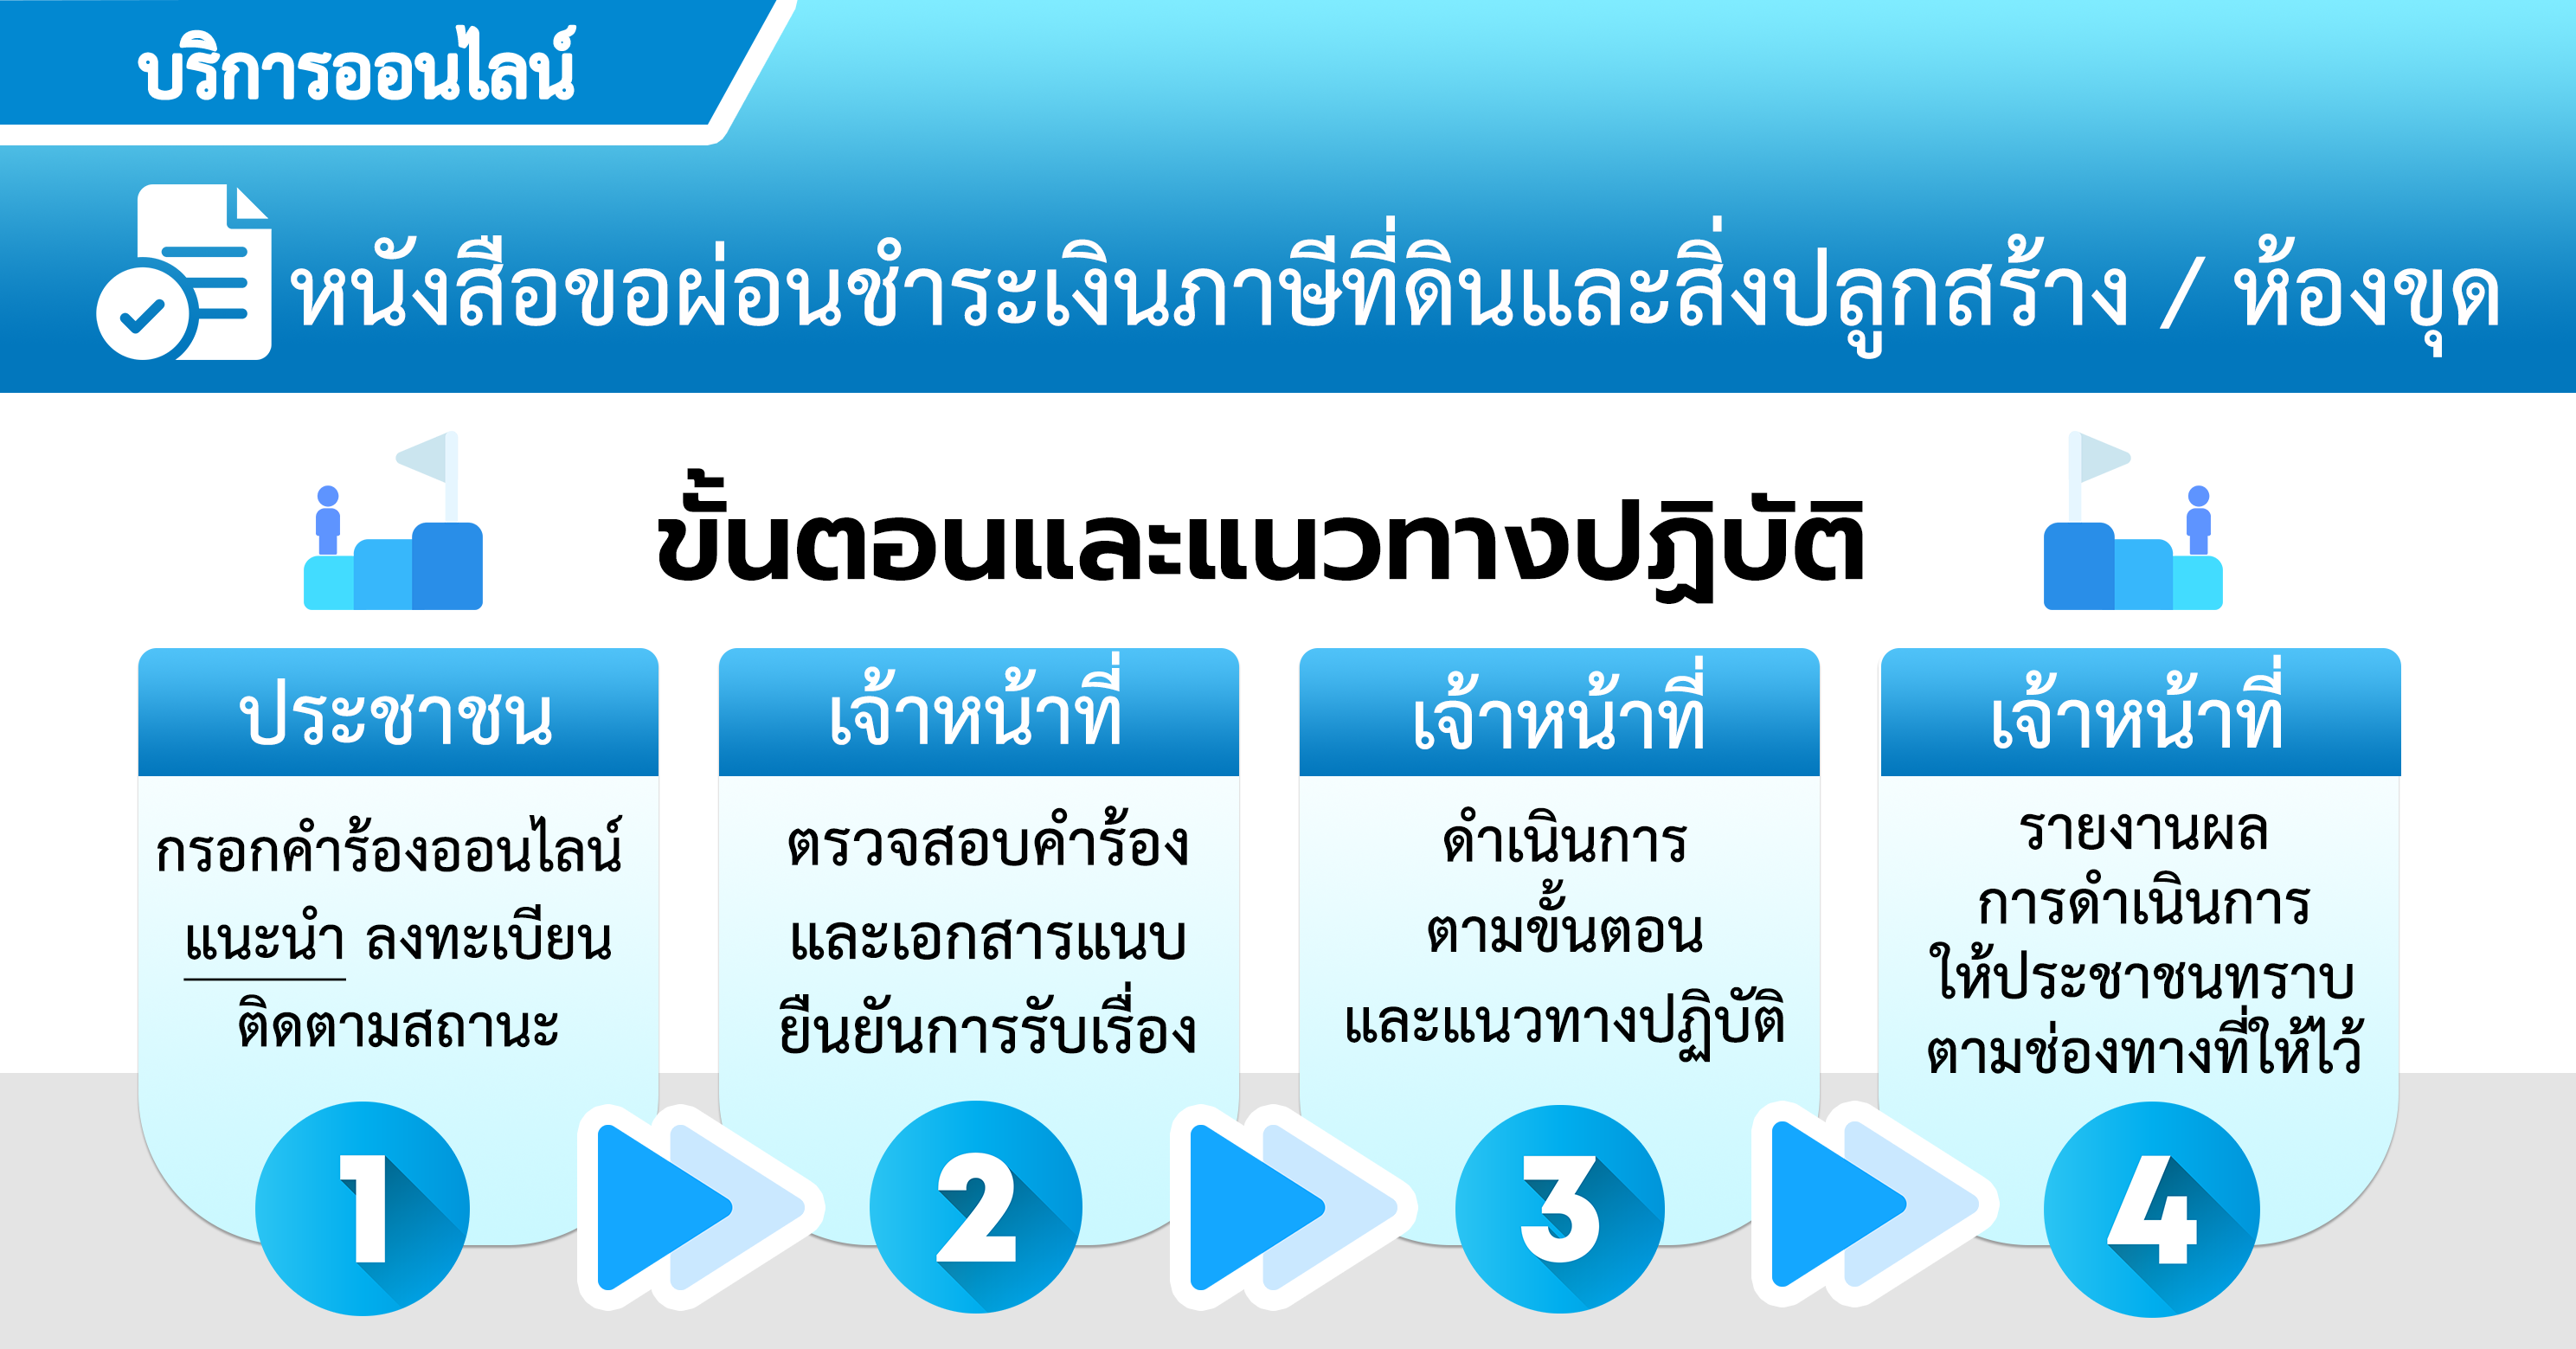 บริการออนไลน์
หนังสือขอผ่อนชำระเงินภาษีที่ดินและสิ่งปลูกสร้าง / ห้องชุด
ขั้นตอนและแนวทางปฏิบัติ
ประชาชน
กรอกคำร้องออนไลน์
แนะนำ ลงทะเบียน
ติดตามสถานะ
1
เจ้าหน้าที่
ตรวจสอบคำร้อง
และเอกสารแนบ
ยืนยันการรับเรื่อง
2
เจ้าหน้าที่
ดำเนินการ
ตามขั้นตอน
และแนวทางปฏิบัติ
3
เจ้าหน้าที่
รายงานผล
การดำเนินการ
ให้ประชาชนทราบ
ตามช่องทางที่ให้ไว้
4